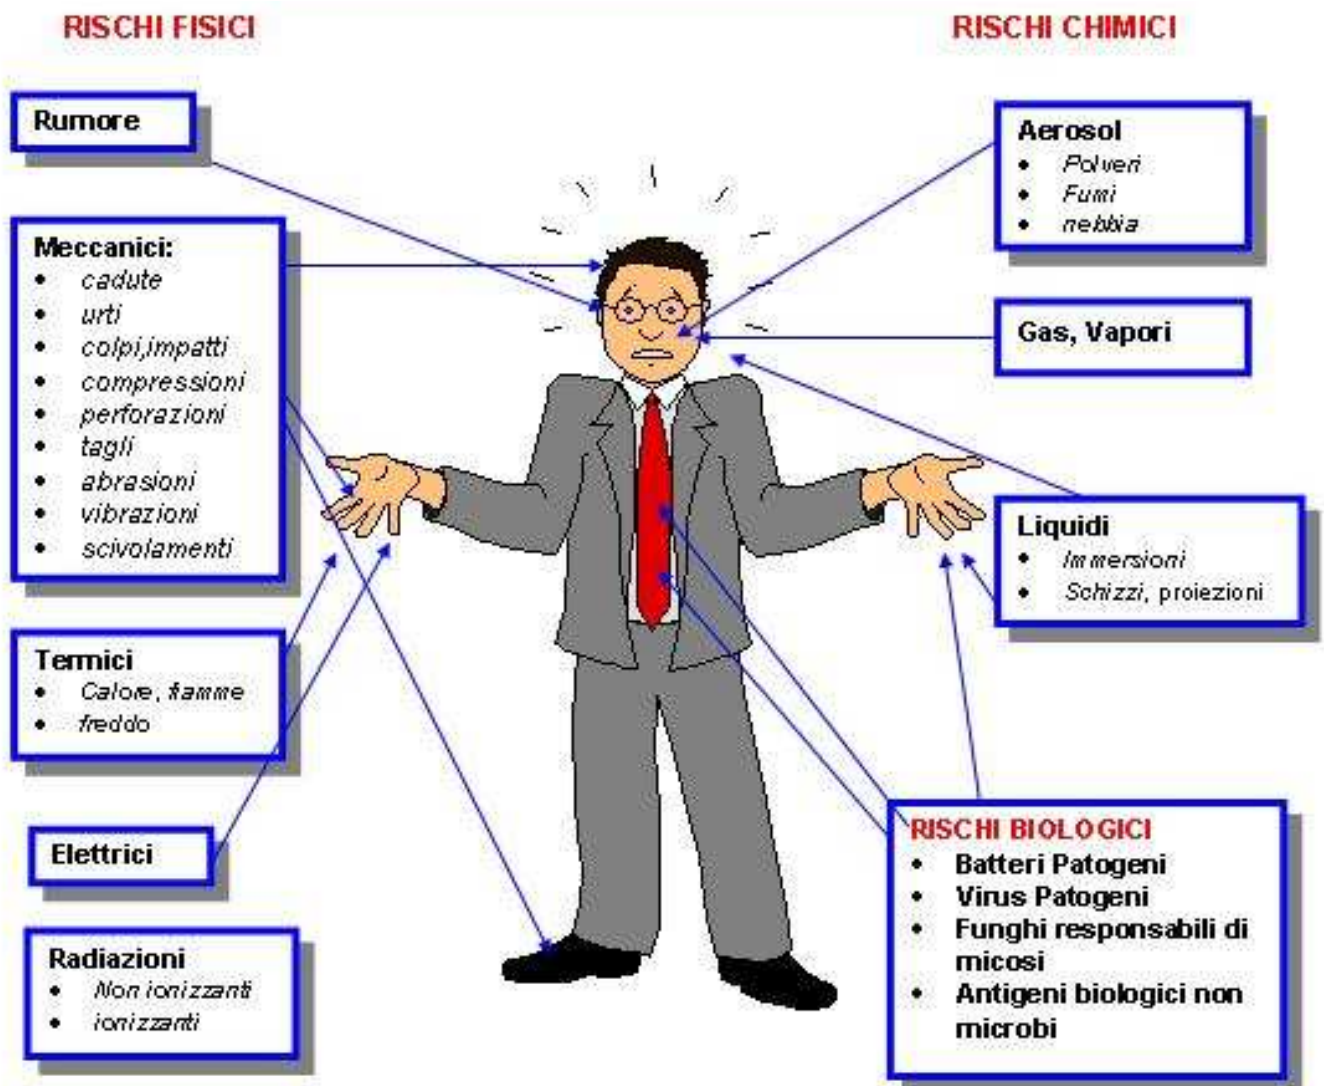 RISCHI FISICI
RISCHI CHIMICI
Rumore
Meccanici:
• cadute
• urti
• colpi,impatti
• compressioni
• perforazioni
• tagli
• abrasioni
• vibrazioni
• scivolamenti
Termici
• Calore, fiamme
• freddo
Elettrici
Radiazioni
• Non ionizzanti
• ionizzanti
Aerosol
• Polveri
• Fumi
• nebbia
Gas, Vapori
Liquidi
• Immersioni
• Schizzi, proiezioni
RISCHI BIOLOGICI
• Batteri Patogeni
• Virus Patogeni
• Funghi responsabili di
micosi
• Antigeni biologici non
microbi